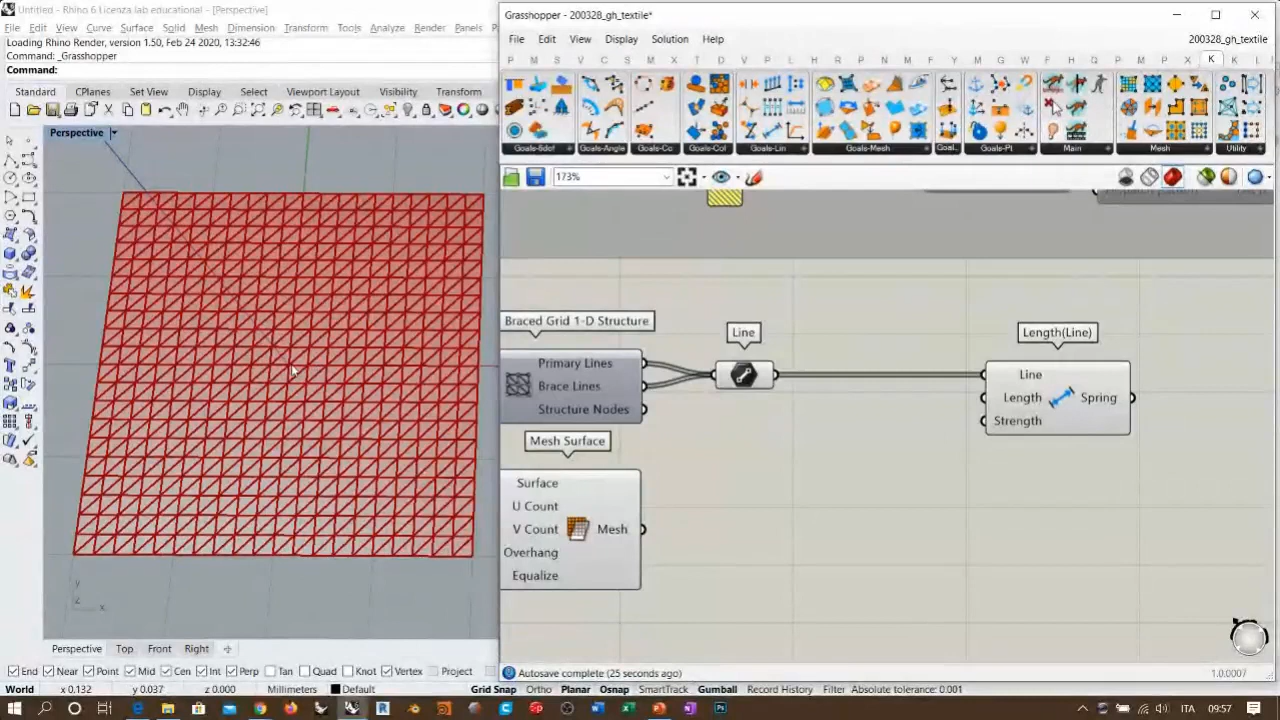 Untitled - Rhino 6 Licenza lab educational - [Perspective]
File Edit View Curve Surface Solid Mesh Dimension Transform Tools Analyze Render Panels
Loading Rhino Render, version 1.50, Feb 24 2020, 13:32:46
Command: _Grasshopper
Command:
Standard CPlanes Set View Display Select Viewport Layout Visibility Transform
Perspective
y
z x
Perspective Top Front Right
End Near Point Mid Cen Int Perp Tan Quad Knot Vertex Project
World x 0.132 y 0.037 z 0.000 Millimeters Default Grid Snap Ortho Planar Osnap SmartTrack Gumball Record History Filter Absolute tolerance: 0.001
Grasshopper - 200328_gh_textile*
File Edit View Display Solution Help 200328_gh_textile*
P M S V C X T D V P L B F Y W A M G F H R M P X S K L
Goals-6dof Goals-Angle Goals-Co Goals-Col Goals-Lin Goals-Mesh Goal.. Goals-Pt Main Mesh Utility
173%
Braced Grid 1-D Structure
Primary Lines
Brace Lines
Structure Nodes
Line
Length(Line)
Line
Length
Spring
Strength
Mesh Surface
Surface
U Count
V Count
Mesh
Overhang
Equalize
Autosave complete (25 seconds ago) 1.0.0007
ITA 09:57